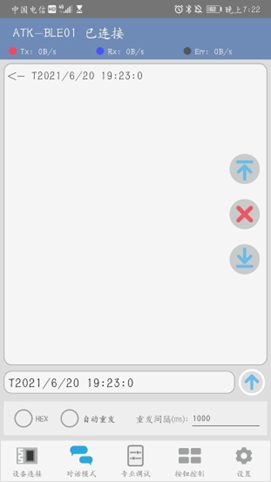 中国电信 HD 4G 晚上7:22
ATK-BLE01 已连接
Tx: 0B/s Rx: 0B/s Err: 0B/s
<- T2021/6/20 19:23:0
T2021/6/20 19:23:0
HEX 自动重发 重发间隔(ms): 1000
设备连接 对话模式 专业调试 按钮控制 设置